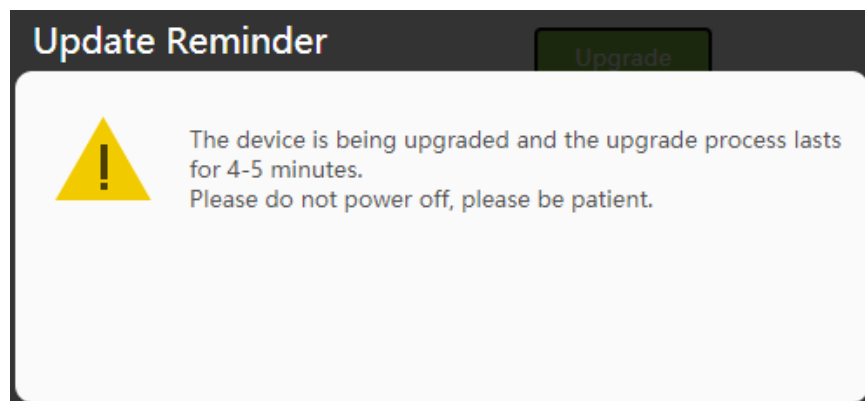 Update Reminder
Upgrade
The device is being upgraded and the upgrade process lasts
for 4-5 minutes.
Please do not power off, please be patient.